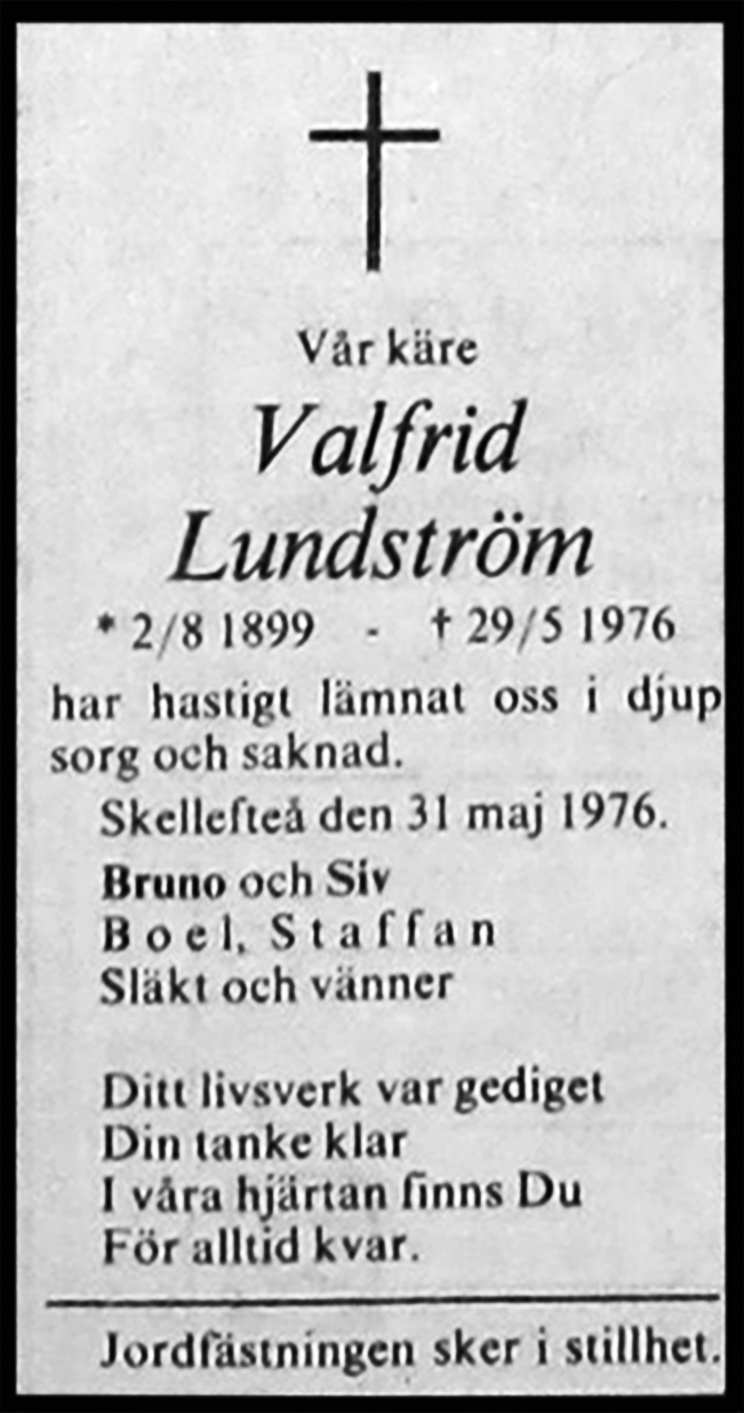 Vår käre
Valfrid
Lundström
* 2/8 1899 - † 29/5 1976
har hastigt lämnat oss i djup
sorg och saknad.
Skellefteå den 31 maj 1976.
Bruno och Siv
Boel, Staffan
Släkt och vänner
Ditt livsverk var gediget
Din tanke klar
I våra hjärtan finns Du
För alltid kvar.
Jordfästningen sker i stillhet.